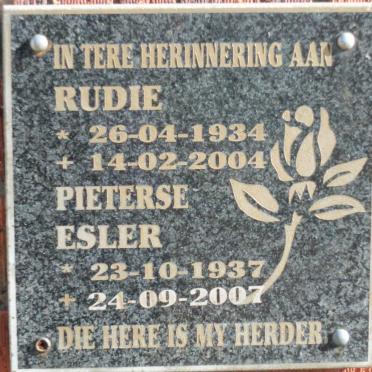 IN TERE HERINNERING AAN
RUDIE
* 26-04-1934
+ 14-02-2004
PIETERSE
ESLER
* 23-10-1937
+ 24-09-2007
DIE HERE IS MY HERDER